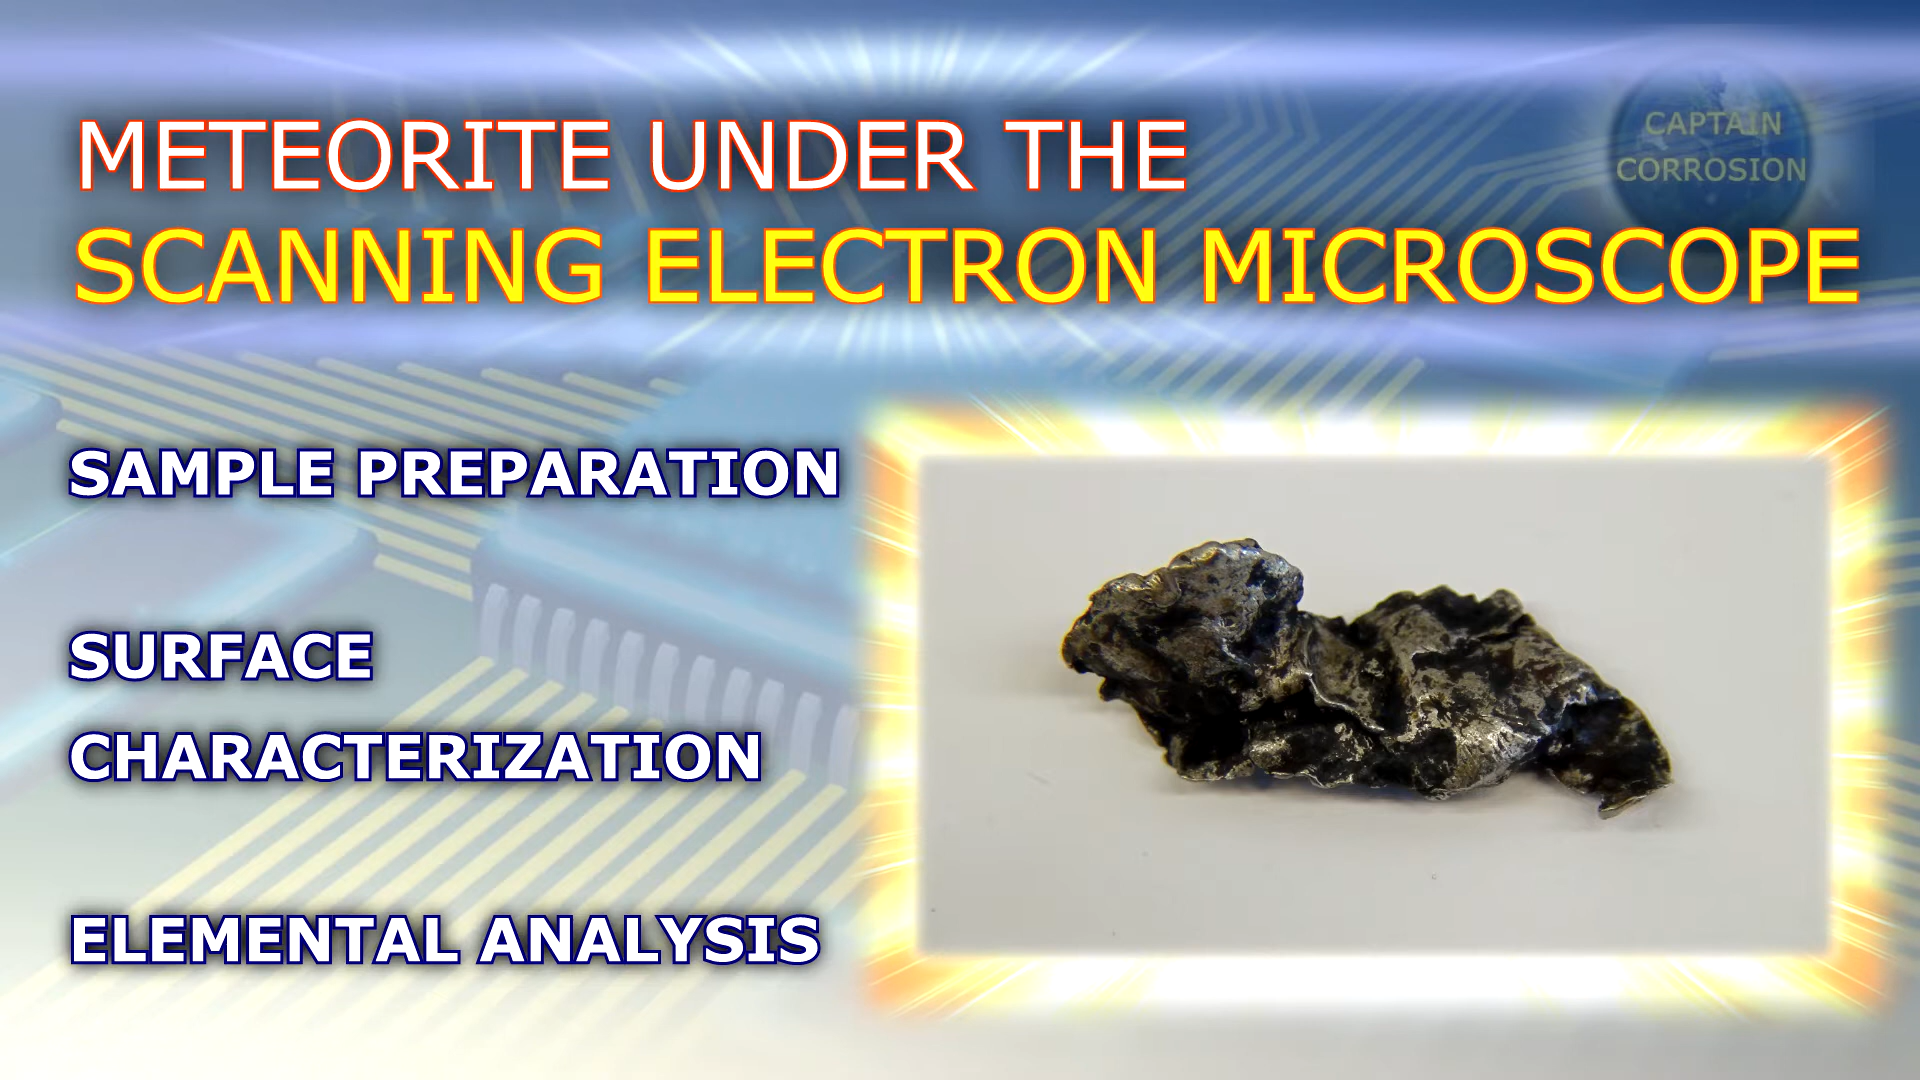 METEORITE UNDER THE
SCANNING ELECTRON MICROSCOPE
CAPTAIN
CORROSION
SAMPLE PREPARATION
SURFACE
CHARACTERIZATION
ELEMENTAL ANALYSIS